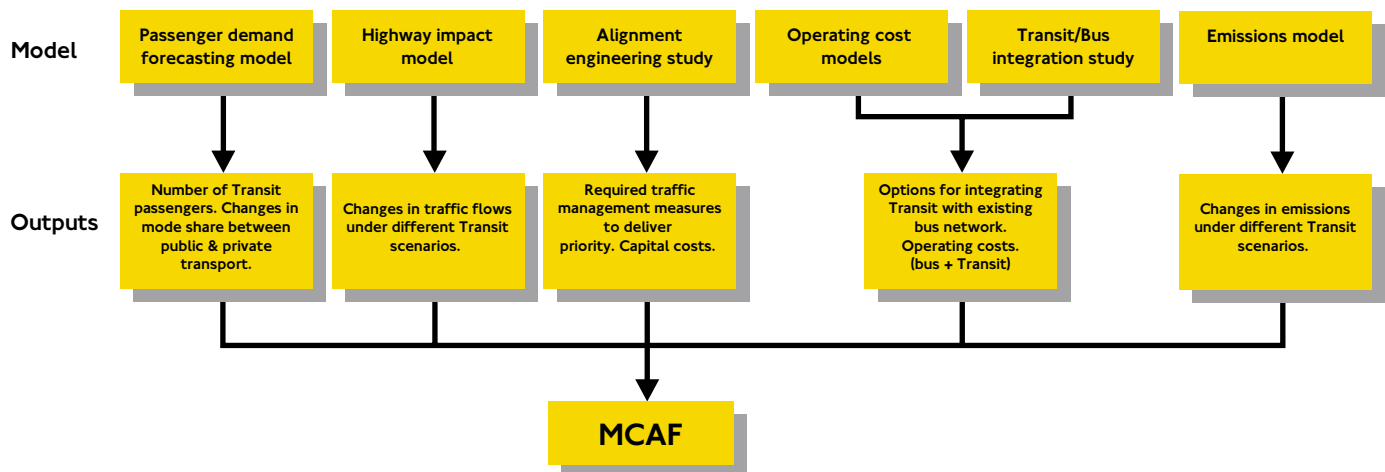 Model
Passenger demand
forecasting model
Highway impact
model
Alignment
engineering study
Operating cost
models
Transit/Bus
integration study
Emissions model
Outputs
Number of Transit
passengers. Changes in
mode share between
public & private
transport.
Changes in traffic flows
under different Transit
scenarios.
Required traffic
management measures
to deliver
priority. Capital costs.
Options for integrating
Transit with existing
bus network.
Operating costs.
(bus + Transit)
Changes in emissions
under different Transit
scenarios.
MCAF